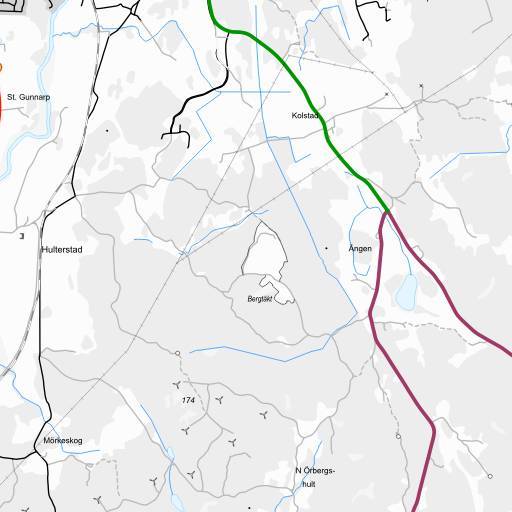 St. Gunnarp
Kolstad
Hulterstad
Ängen
Bergtäkt
174
Mörkeskog
N Örbergs-
hult